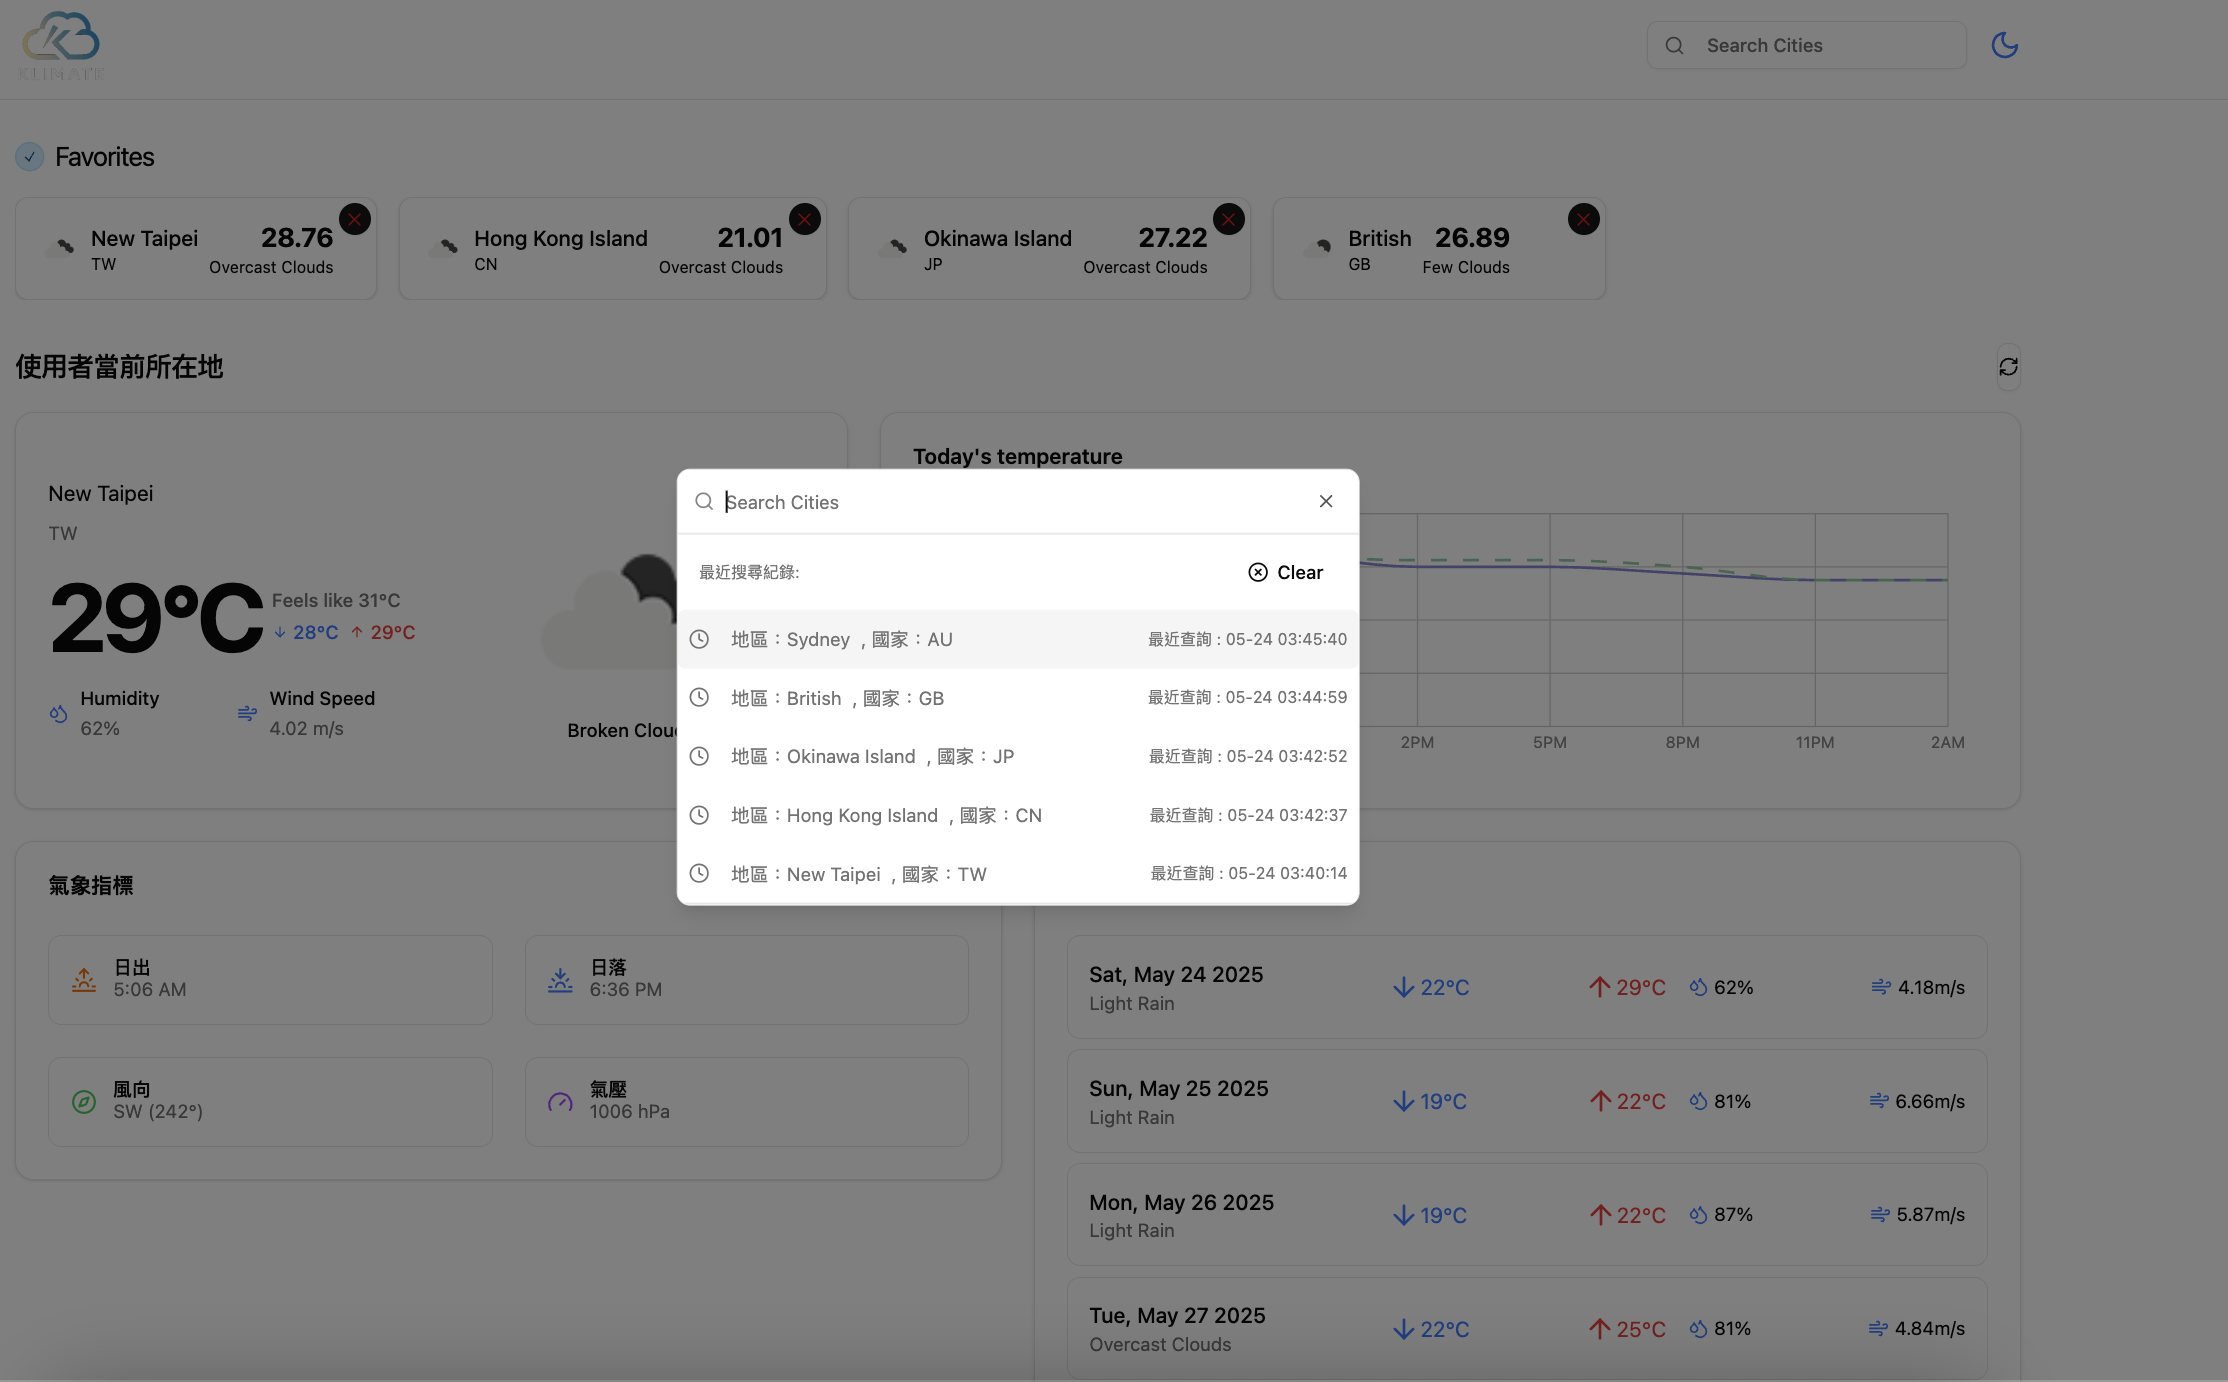 KLIMATE
Search Cities
Favorites
New Taipei 28.76
TW Overcast Clouds
Hong Kong Island 21.01
CN Overcast Clouds
Okinawa Island 27.22
JP Overcast Clouds
British 26.89
GB Few Clouds
使用者當前所在地
New Taipei
TW
29°C
Feels like 31°C
28°C 29°C
Humidity
62%
Wind Speed
4.02 m/s
Broken Clou
Today's temperature
2PM 5PM 8PM 11PM 2AM
Search Cities
最近搜尋紀錄:
Clear
地區：Sydney , 國家：AU 最近查詢 : 05-24 03:45:40
地區：British , 國家：GB 最近查詢 : 05-24 03:44:59
地區：Okinawa Island , 國家：JP 最近查詢 : 05-24 03:42:52
地區：Hong Kong Island , 國家：CN 最近查詢 : 05-24 03:42:37
地區：New Taipei , 國家：TW 最近查詢 : 05-24 03:40:14
氣象指標
日出
5:06 AM
日落
6:36 PM
風向
SW (242°)
氣壓
1006 hPa
Sat, May 24 2025
Light Rain
22°C 29°C 62% 4.18m/s
Sun, May 25 2025
Light Rain
19°C 22°C 81% 6.66m/s
Mon, May 26 2025
Light Rain
19°C 22°C 87% 5.87m/s
Tue, May 27 2025
Overcast Clouds
22°C 25°C 81% 4.84m/s